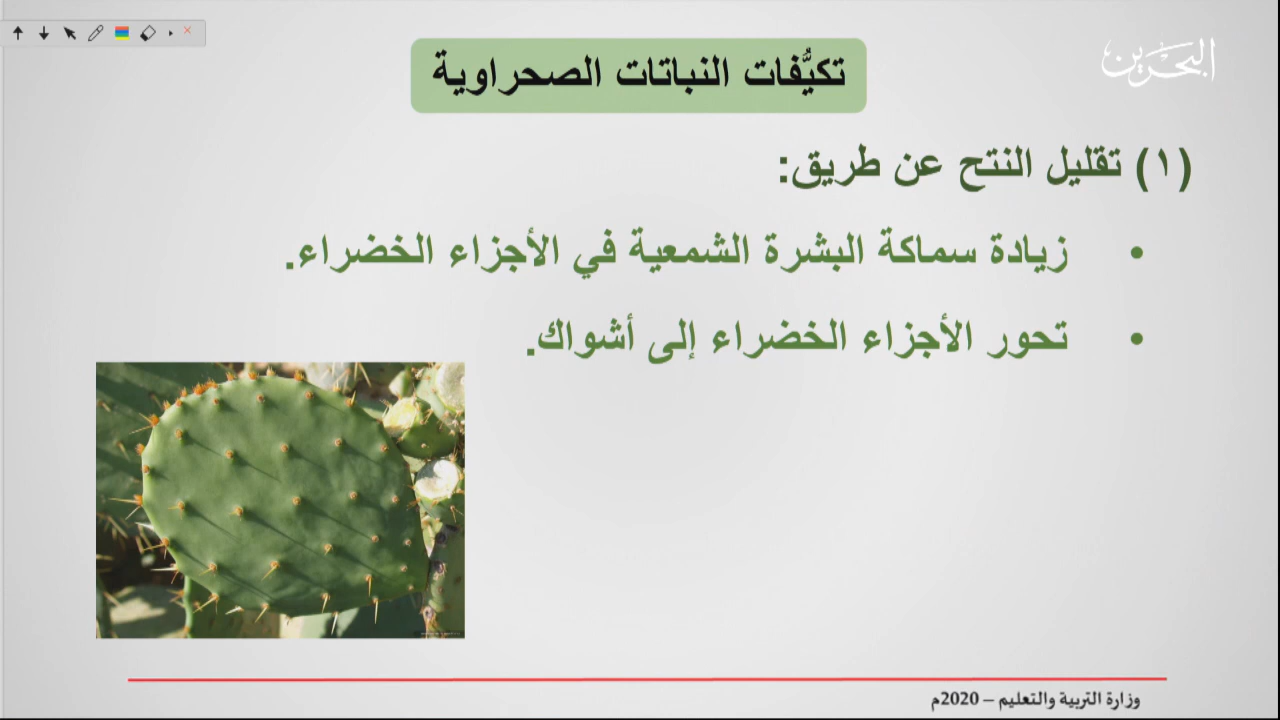 البحرين
تكيُّفات النباتات الصحراوية
(١) تقليل النتح عن طريق:
• زيادة سماكة البشرة الشمعية في الأجزاء الخضراء.
• تحور الأجزاء الخضراء إلى أشواك.
وزارة التربية والتعليم – 2020م